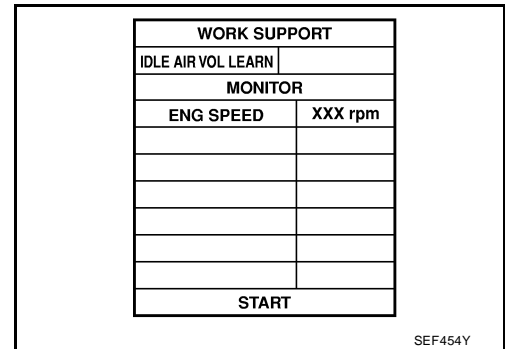 WORK SUPPORT
IDLE AIR VOL LEARN
MONITOR
ENG SPEED XXX rpm
START
SEF454Y